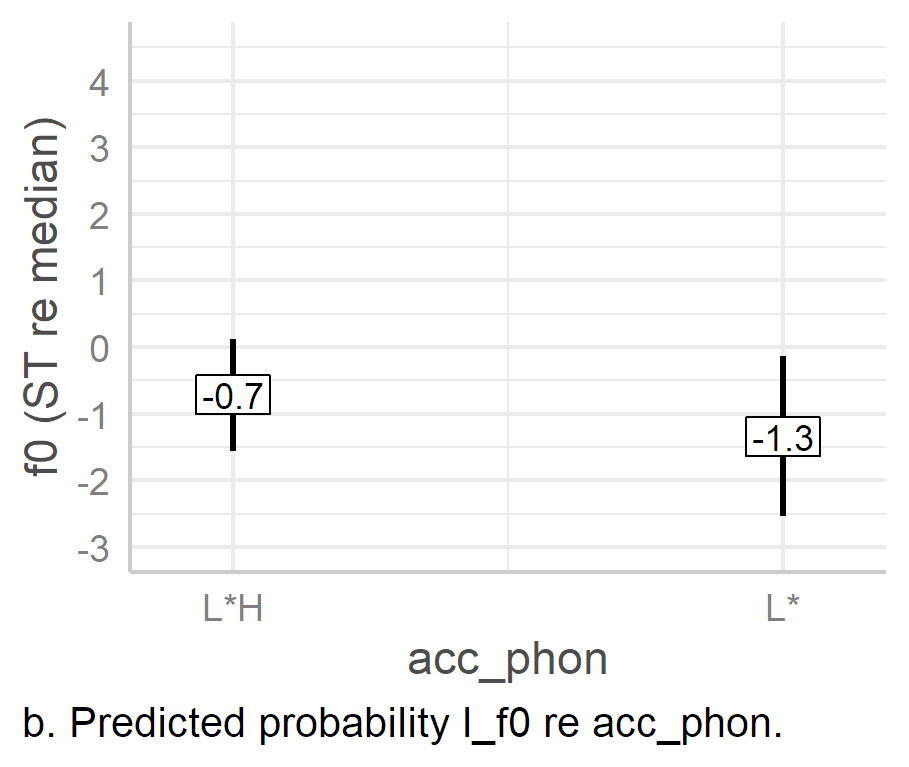 f0 (ST re median)
4
3
2
1
0
-1
-2
-3
-0.7
-1.3
L*H
L*
acc_phon
b. Predicted probability l_f0 re acc_phon.